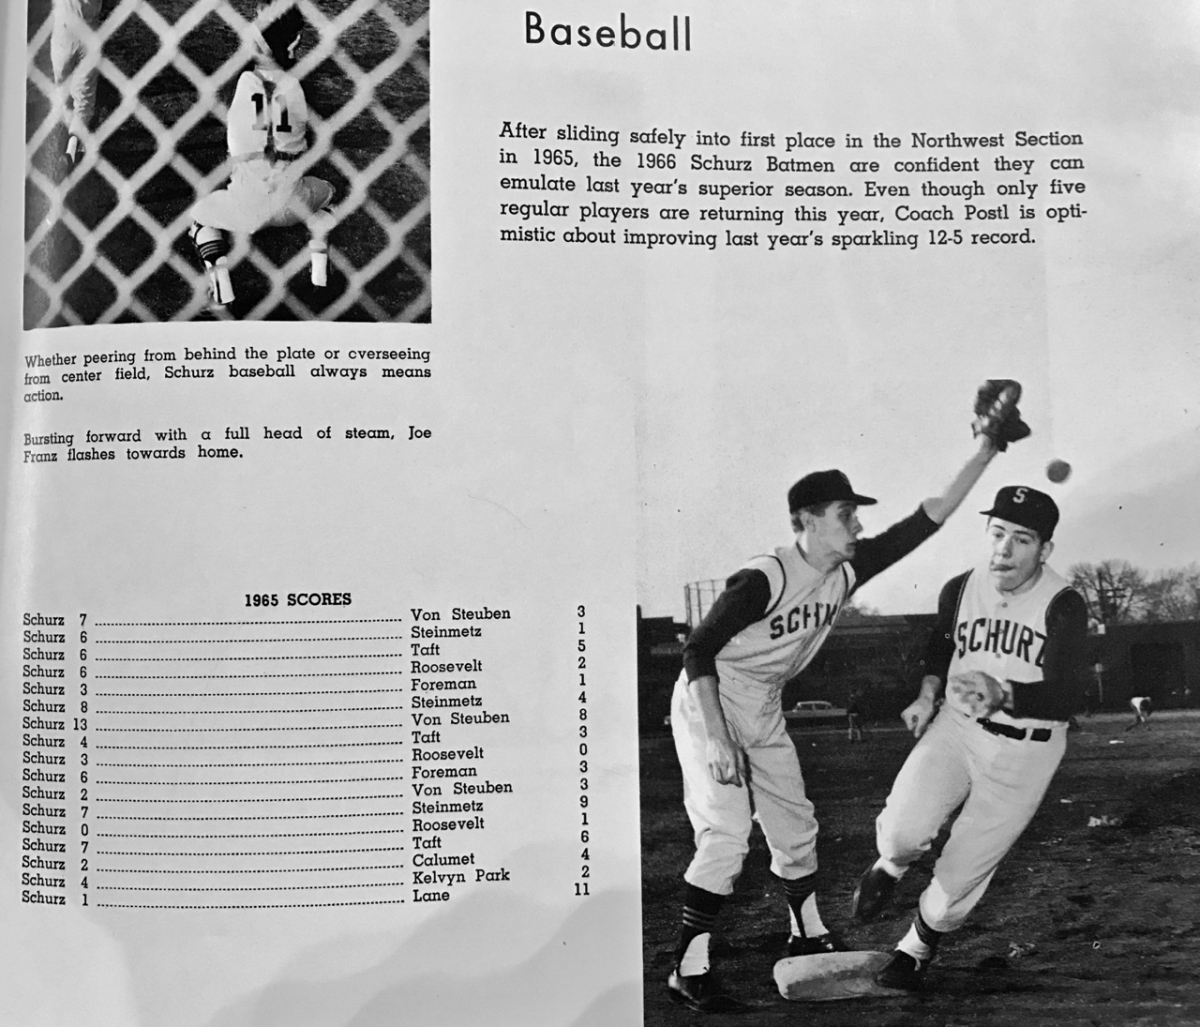 Baseball
11
After sliding safely into first place in the Northwest Section
in 1965, the 1966 Schurz Batmen are confident they can
emulate last year's superior season. Even though only five
regular players are returning this year, Coach Postl is opti-
mistic about improving last year's sparkling 12-5 record.
Whether peering from behind the plate or cverseeing
from center field, Schurz baseball always means
action.
Bursting forward with a full head of steam, Joe
Franz flashes towards home.
1965 SCORES
Schurz 7 ........ Von Steuben 3
Schurz 6 ........ Steinmetz 1
Schurz 6 ........ Taft 5
Schurz 6 ........ Roosevelt 2
Schurz 3 ........ Foreman 1
Schurz 8 ........ Steinmetz 4
Schurz 13 ........ Von Steuben 8
Schurz 4 ........ Taft 3
Schurz 3 ........ Roosevelt 0
Schurz 6 ........ Foreman 3
Schurz 2 ........ Von Steuben 3
Schurz 7 ........ Steinmetz 9
Schurz 0 ........ Roosevelt 1
Schurz 7 ........ Taft 6
Schurz 2 ........ Calumet 4
Schurz 4 ........ Kelvyn Park 2
Schurz 1 ........ Lane 11
S
SCHURZ